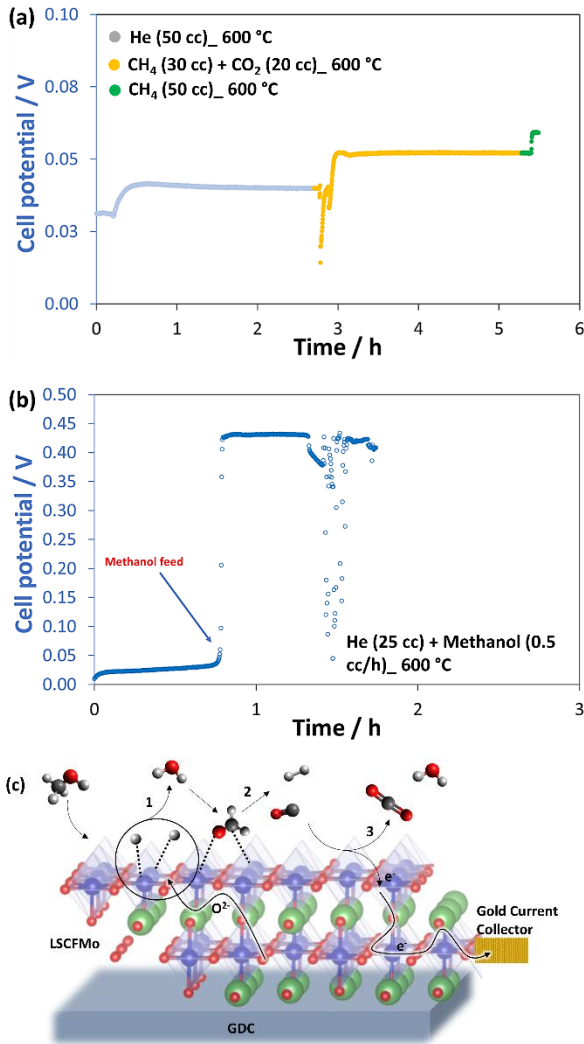 (a)
0.10
0.08
0.05
0.03
0.00
Cell potential / V
He (50 cc)_ 600 °C
CH₄ (30 cc) + CO₂ (20 cc)_ 600 °C
CH₄ (50 cc)_ 600 °C
0 1 2 3 4 5 6
Time / h
(b)
0.50
0.45
0.40
0.35
0.30
0.25
0.20
0.15
0.10
0.05
0.00
Cell potential / V
Methanol feed
He (25 cc) + Methanol (0.5
cc/h)_ 600 °C
0 1 2 3
Time / h
(c)
1
2
3
e⁻
O²⁻
e⁻
LSCFMo
Gold Current
Collector
GDC